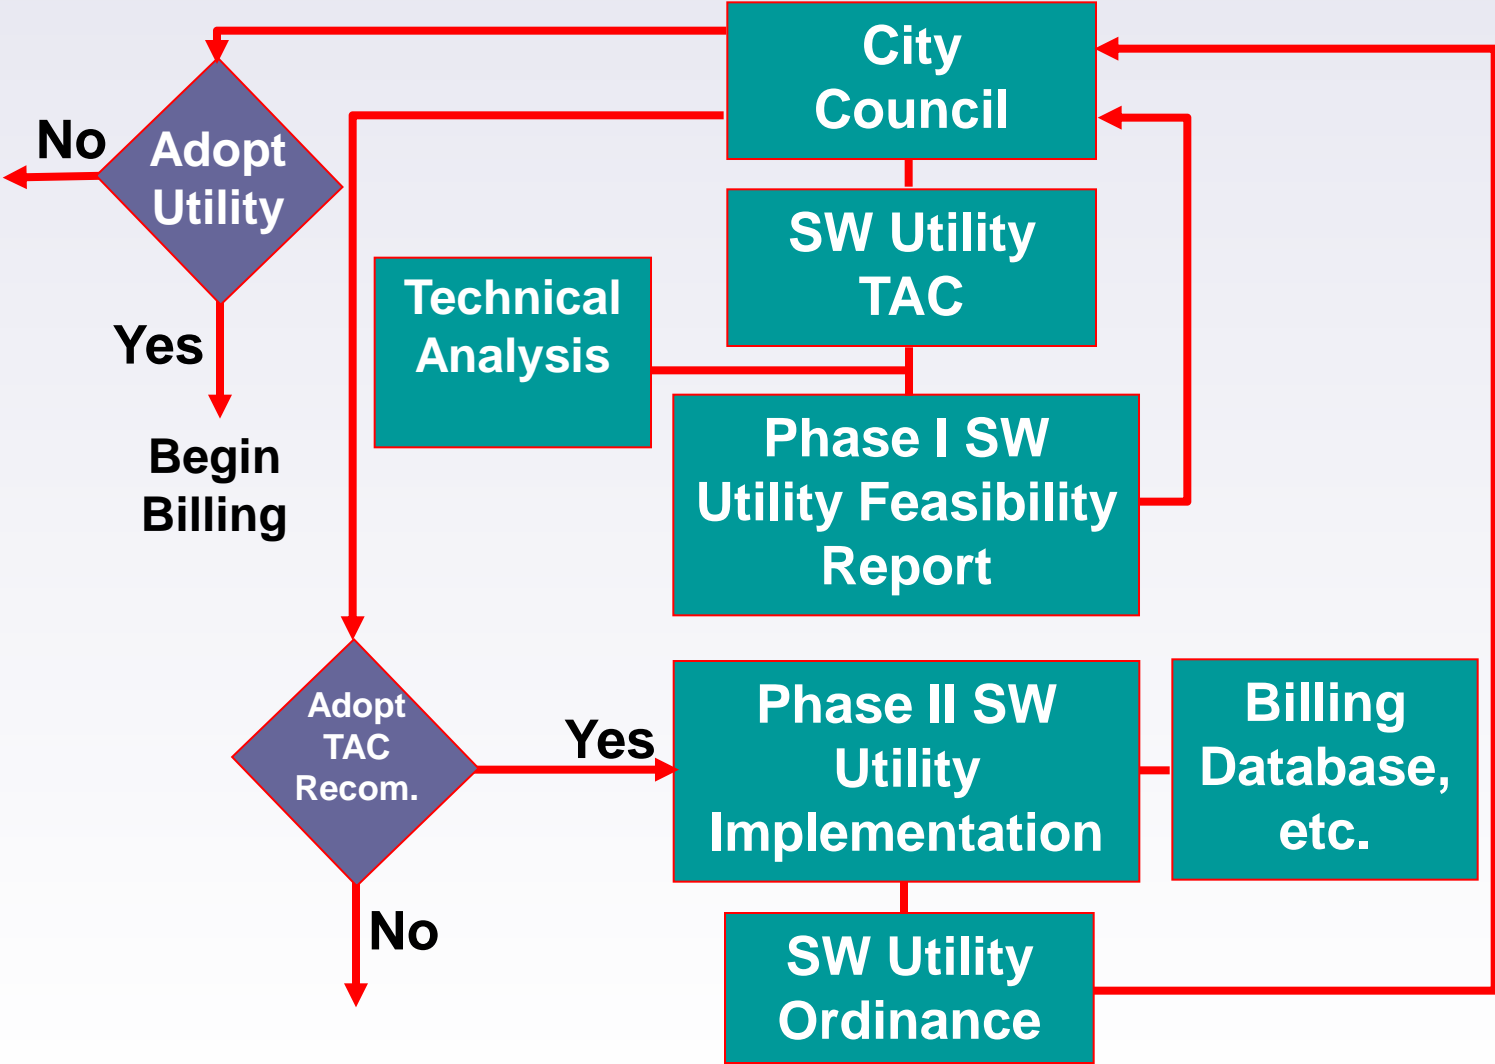 City
Council
No
Adopt
Utility
SW Utility
TAC
Technical
Analysis
Yes
Begin
Billing
Phase I SW
Utility Feasibility
Report
Adopt
TAC
Recom.
Yes
Phase II SW
Utility
Implementation
Billing
Database,
etc.
No
SW Utility
Ordinance